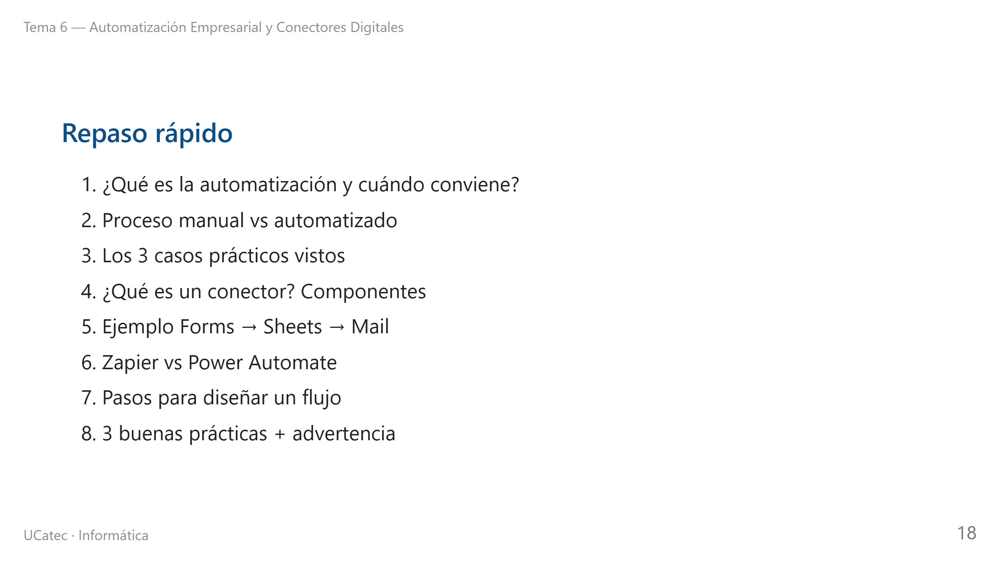 Tema 6 — Automatización Empresarial y Conectores Digitales
Repaso rápido
1. ¿Qué es la automatización y cuándo conviene?
2. Proceso manual vs automatizado
3. Los 3 casos prácticos vistos
4. ¿Qué es un conector? Componentes
5. Ejemplo Forms → Sheets → Mail
6. Zapier vs Power Automate
7. Pasos para diseñar un flujo
8. 3 buenas prácticas + advertencia
UCatec · Informática
18